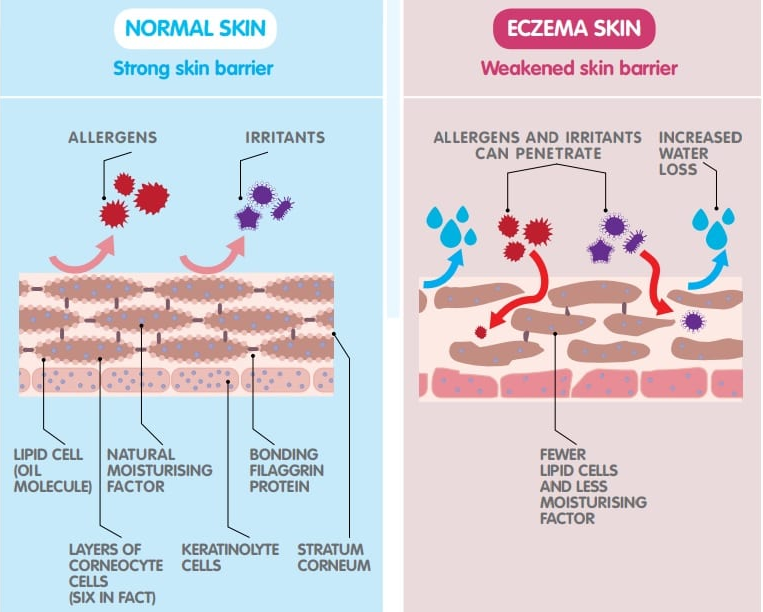 NORMAL SKIN
Strong skin barrier
ALLERGENS
IRRITANTS
LIPID CELL
(OIL
MOLECULE)
NATURAL
MOISTURISING
FACTOR
BONDING
FILAGGRIN
PROTEIN
LAYERS OF
CORNEOCYTE
CELLS
(SIX IN FACT)
KERATINOLYTE
CELLS
STRATUM
CORNEUM
ECZEMA SKIN
Weakened skin barrier
ALLERGENS AND IRRITANTS
CAN PENETRATE
INCREASED
WATER
LOSS
FEWER
LIPID CELLS
AND LESS
MOISTURISING
FACTOR